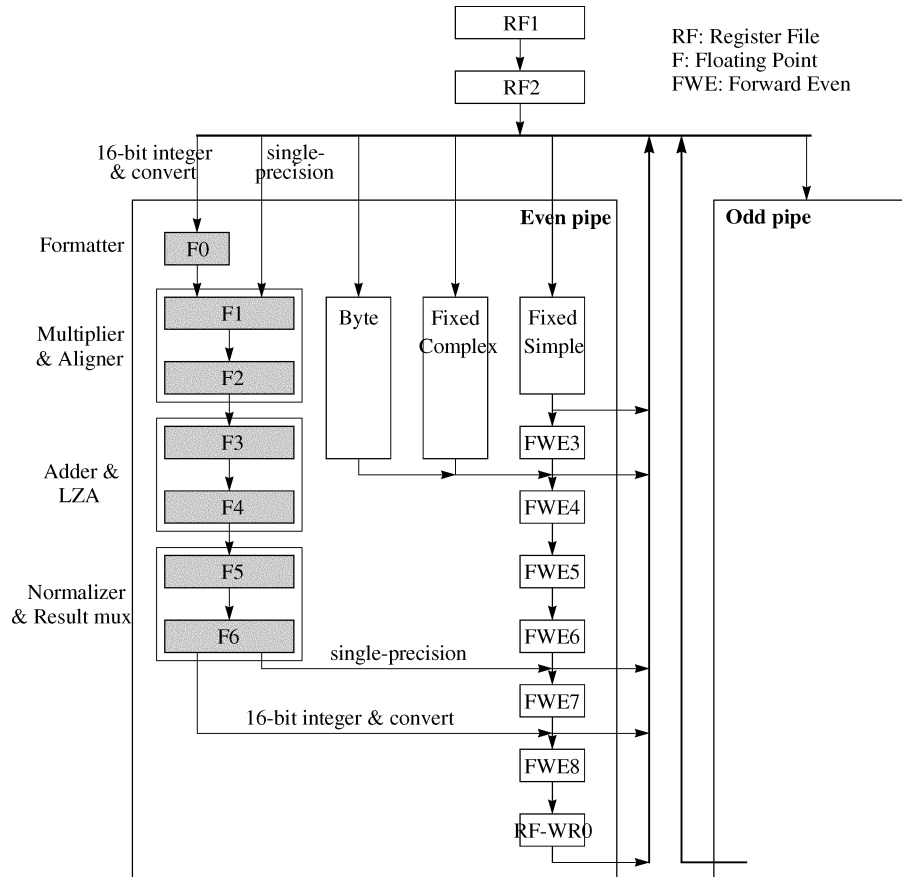 RF1
RF: Register File
F: Floating Point
FWE: Forward Even
RF2
16-bit integer
& convert
single-
precision
Even pipe
Odd pipe
Formatter
F0
Multiplier
& Aligner
F1
F2
Byte
Fixed
Complex
Fixed
Simple
Adder &
LZA
F3
F4
FWE3
FWE4
Normalizer
& Result mux
F5
F6
FWE5
FWE6
single-precision
FWE7
16-bit integer & convert
FWE8
RF-WR0